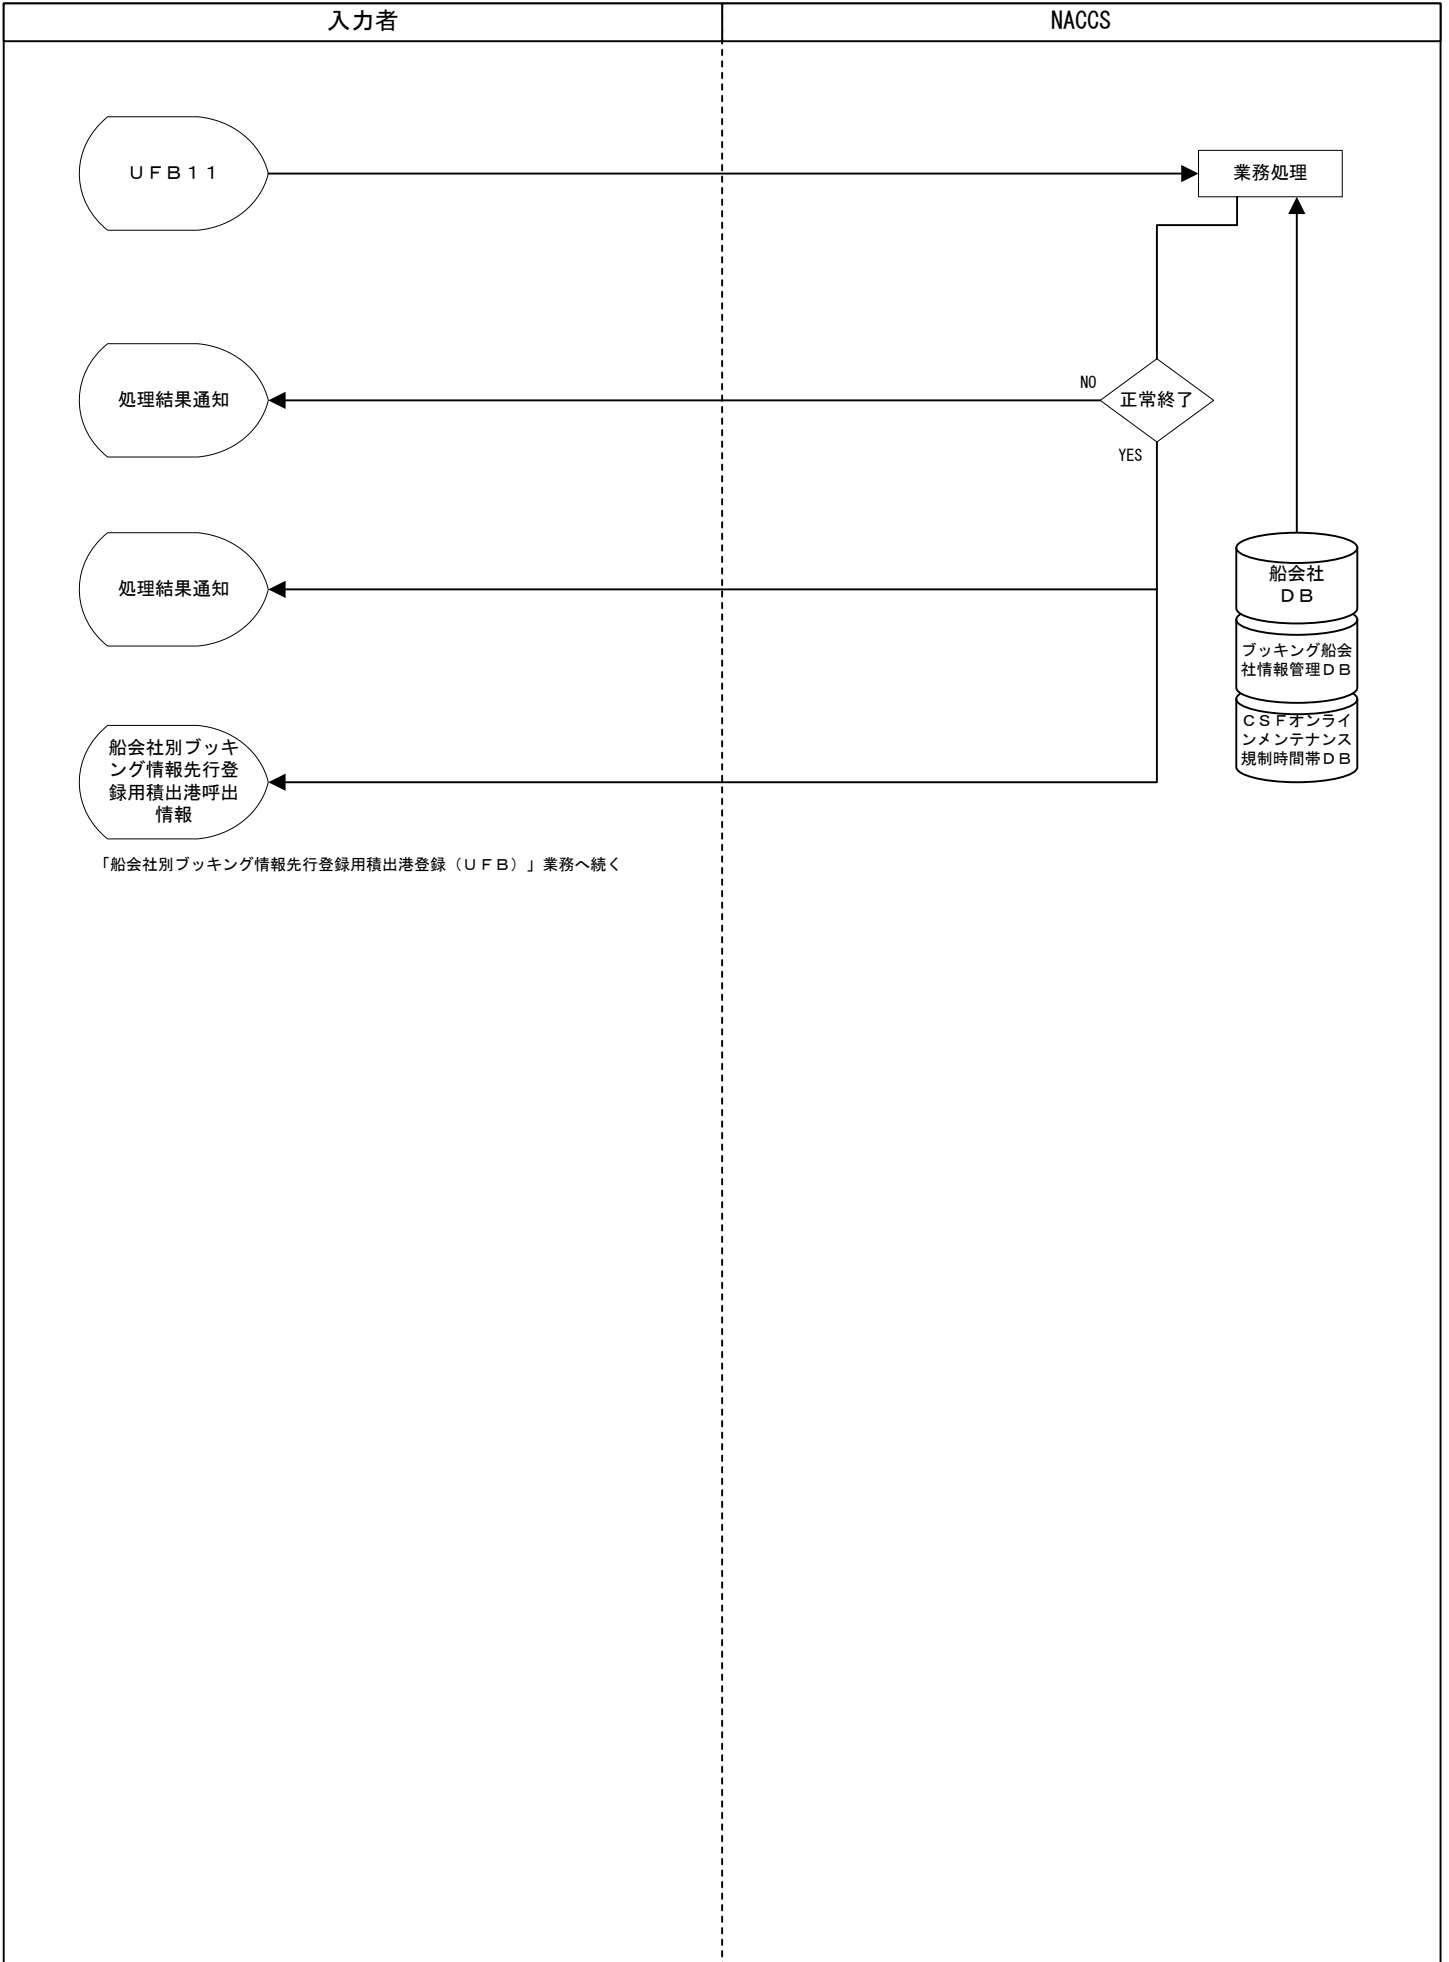 入力者
NACCS
ＵＦＢ１１
業務処理
処理結果通知
NO
正常終了
YES
処理結果通知
船会社
ＤＢ
ブッキング船会
社情報管理ＤＢ
ＣＳＦオンライ
ンメンテナンス
規制時間帯ＤＢ
船会社別ブッキ
ング情報先行登
録用積出港呼出
情報
「船会社別ブッキング情報先行登録用積出港登録（ＵＦＢ）」業務へ続く